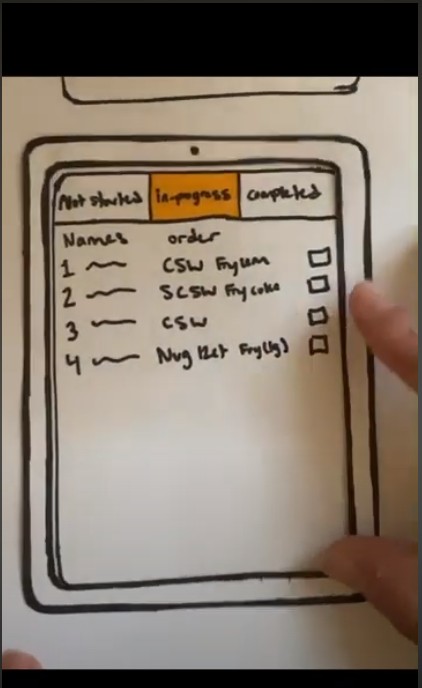 Not started in-progress completed
Names order
1 CSW Fry Lem
2 SCSW Fry coke
3 CSW
4 Nug 12ct Fry(lg)